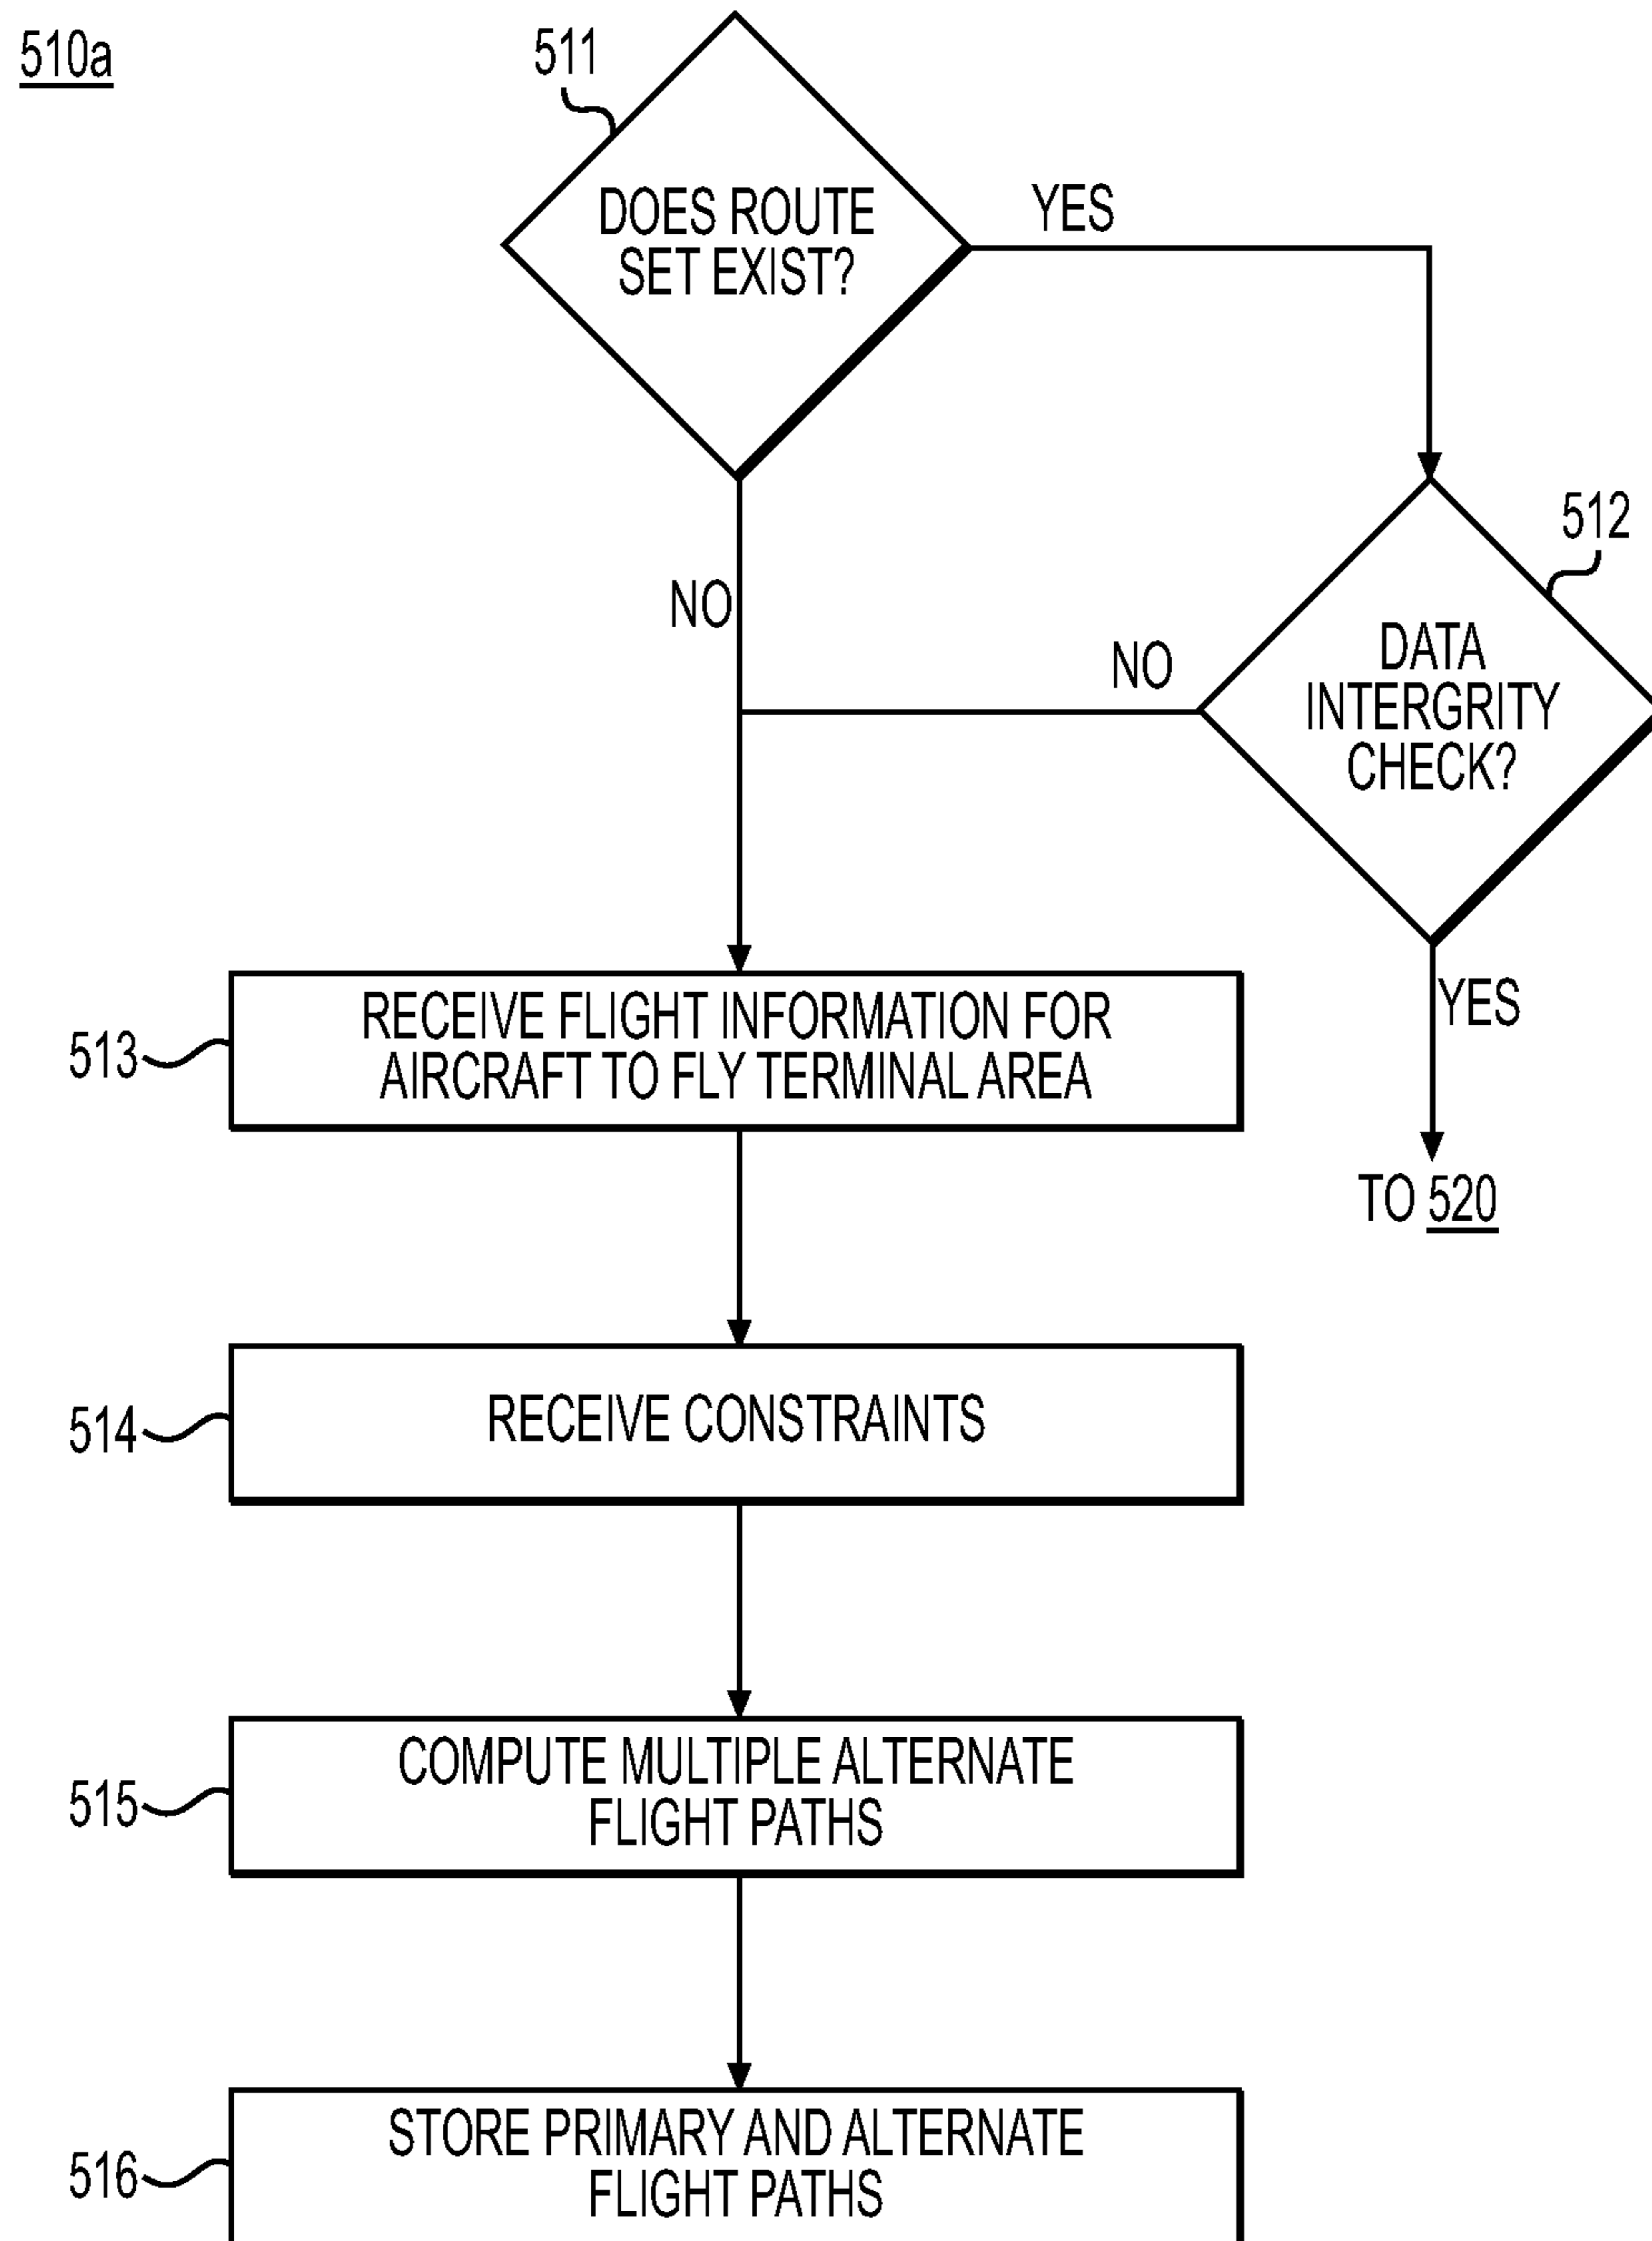 510a
511
DOES ROUTE
SET EXIST?
YES
512
NO
NO
DATA
INTERGRITY
CHECK?
YES
513
RECEIVE FLIGHT INFORMATION FOR
AIRCRAFT TO FLY TERMINAL AREA
TO 520
514
RECEIVE CONSTRAINTS
515
COMPUTE MULTIPLE ALTERNATE
FLIGHT PATHS
516
STORE PRIMARY AND ALTERNATE
FLIGHT PATHS